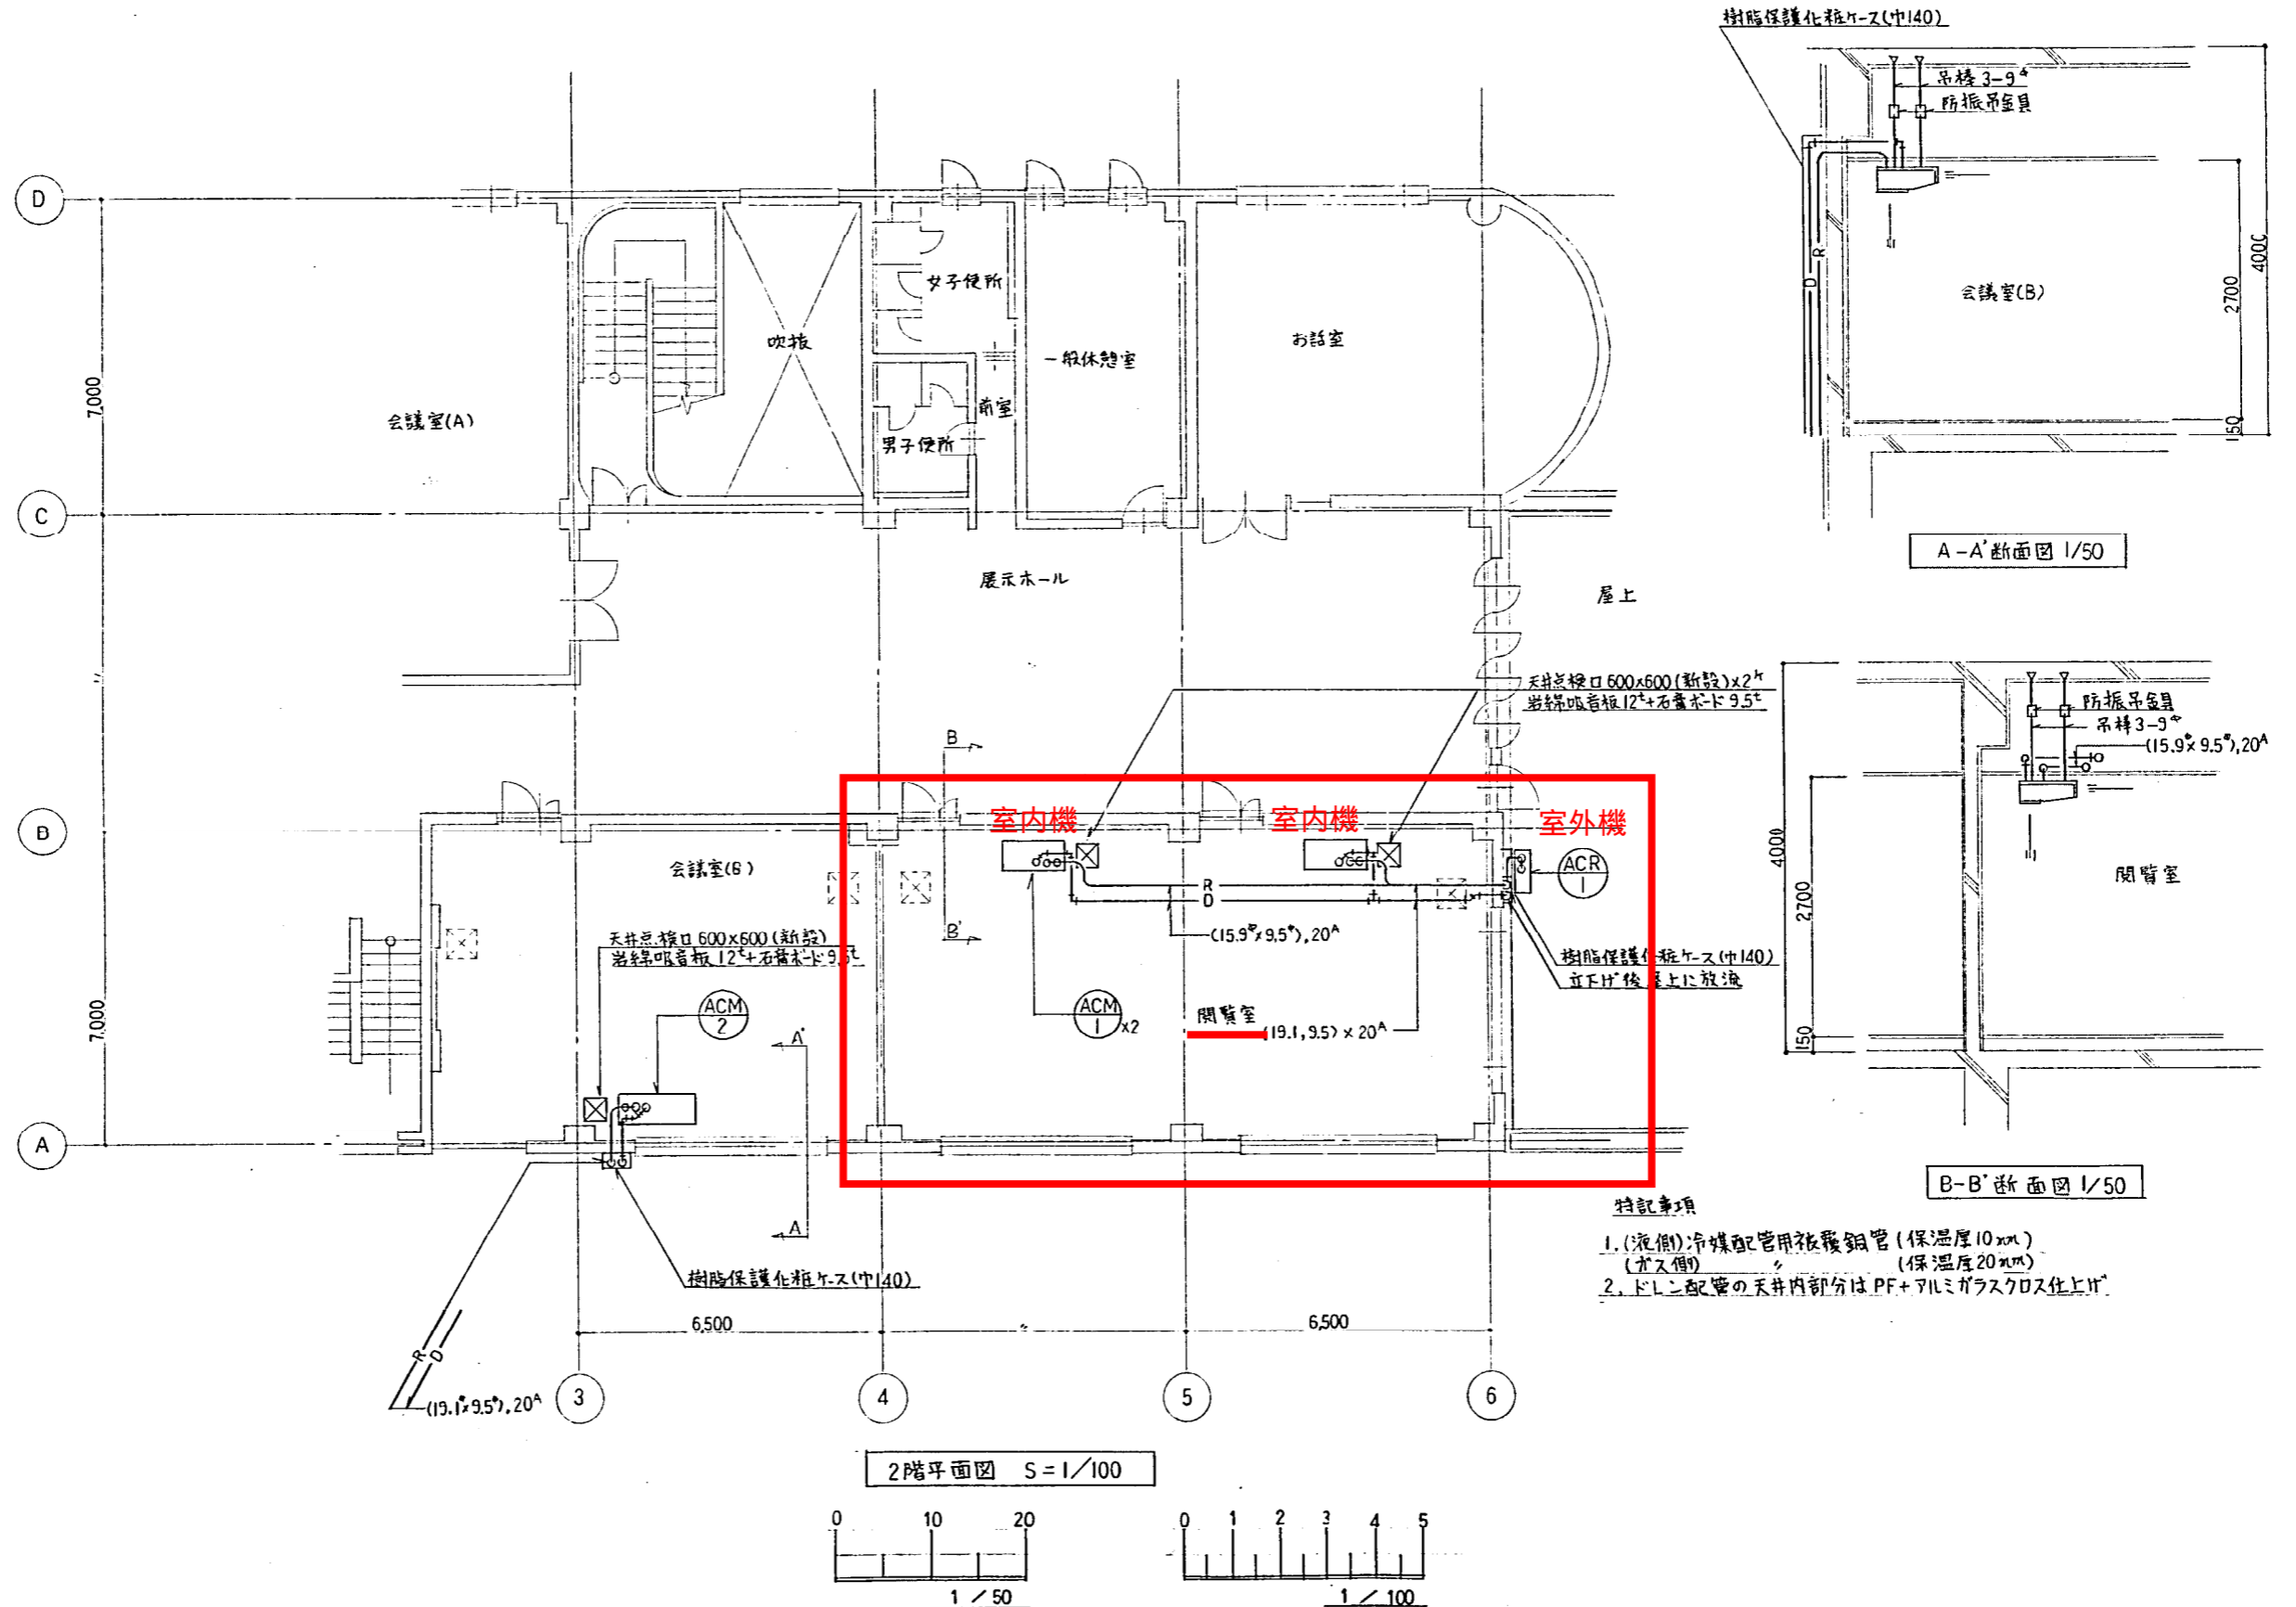 樹脂保護化粧ケース(巾140)
吊棒 3-9φ
防振吊金具
R
D
会議室(B)
2700
4000
150
A-A'断面図 1/50
D
C
B
A
7,000
〃
7,000
会議室(A)
吹抜
女子便所
男子便所
前室
一般休憩室
お話室
展示ホール
屋上
天井点検口 600x600 (新設)x2ケ
岩綿吸音板 12t+石膏ボード 9.5t
B
B'
室内機
室内機
室外機
会議室(B)
天井点検口 600x600 (新設)
岩綿吸音板 12t+石膏ボード 9.5t
ACM
2
ACM
1
x2
ACR
1
R
D
(15.9φx9.5φ),20A
閲覧室
(19.1,9.5)x20A
樹脂保護化粧ケース(巾140)
立下げ後屋上に放流
A'
A
樹脂保護化粧ケース(巾140)
R
D
(19.1φx9.5φ),20A
6,500
〃
6,500
3
4
5
6
防振吊金具
吊棒 3-9φ
(15.9φx9.5φ),20A
閲覧室
4000
2700
150
B-B'断面図 1/50
特記事項
1.(液側)冷媒配管用被覆銅管(保温厚10mm)
(ガス側) 〃 (保温厚20mm)
2.ドレン配管の天井内部分はPF+アルミガラスクロス仕上げ
2階平面図 S=1/100
0 10 20
1/50
0 1 2 3 4 5
1/100